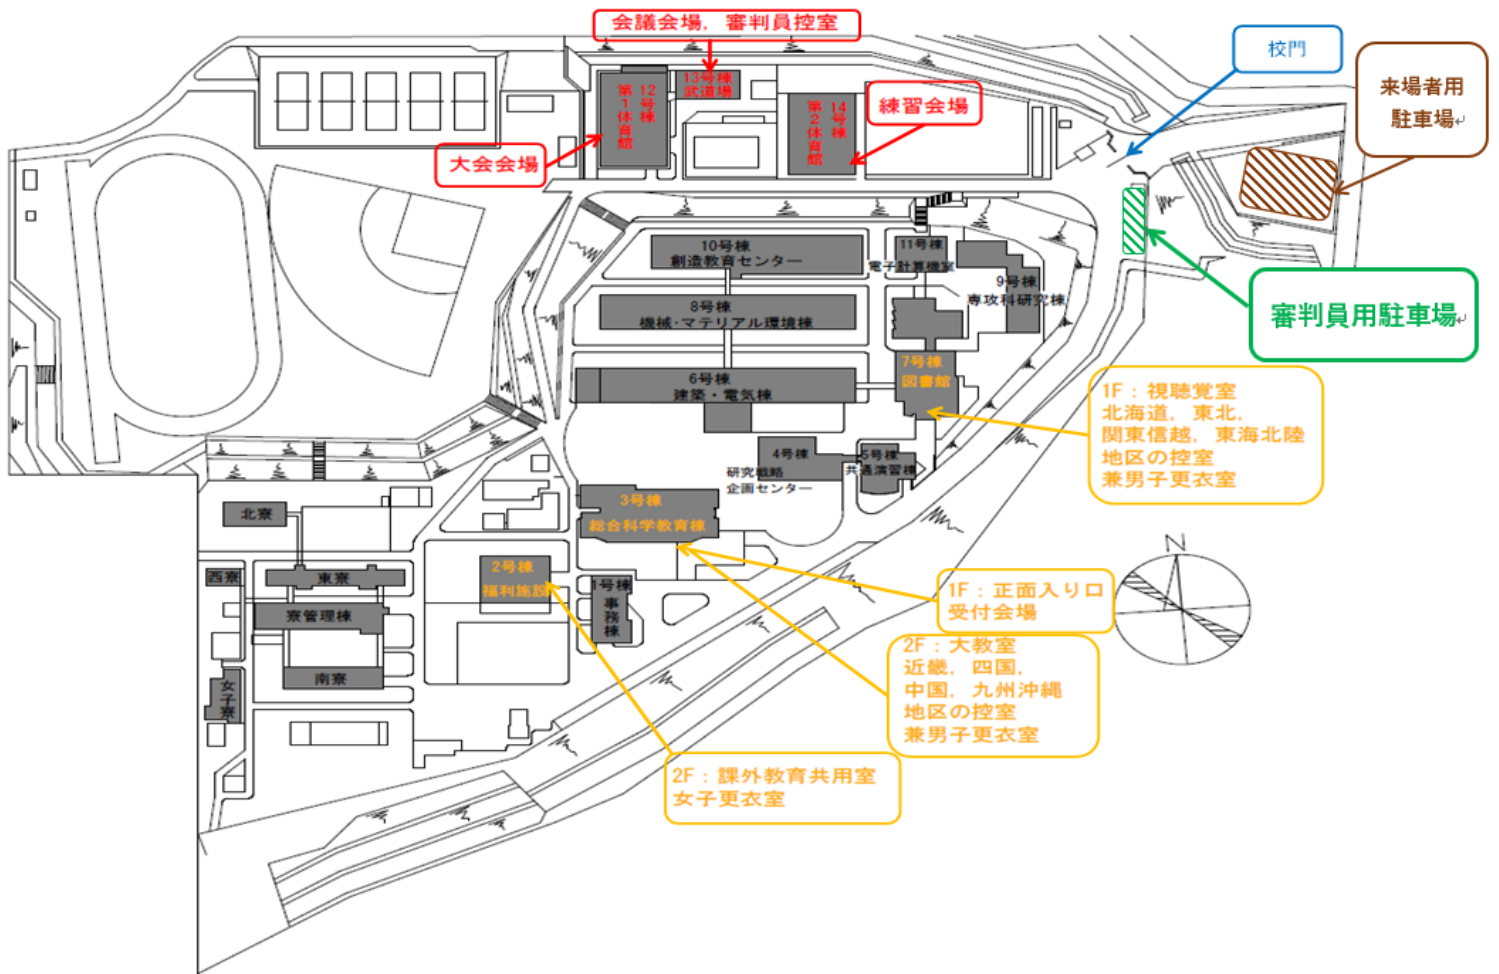 会議会場，審判員控室
校門
来場者用
駐車場
13号棟
武道場
12号棟
第１体育館
14号棟
第２体育館
練習会場
大会会場
審判員用駐車場
10号棟
創造教育センター
11号棟
電子計算機室
9号棟
専攻科研究棟
8号棟
機械・マテリアル環境棟
7号棟
図書館
6号棟
建築・電気棟
1F：視聴覚室
北海道，東北，
関東信越，東海北陸
地区の控室
兼男子更衣室
4号棟
研究戦略
企画センター
5号棟
共通演習棟
3号棟
総合科学教育棟
北寮
西寮
東寮
寮管理棟
南寮
女子寮
2号棟
福利施設
1号棟
事務棟
N
1F：正面入り口
受付会場
2F：大教室
近畿，四国，
中国，九州沖縄
地区の控室
兼男子更衣室
2F：課外教育共用室
女子更衣室